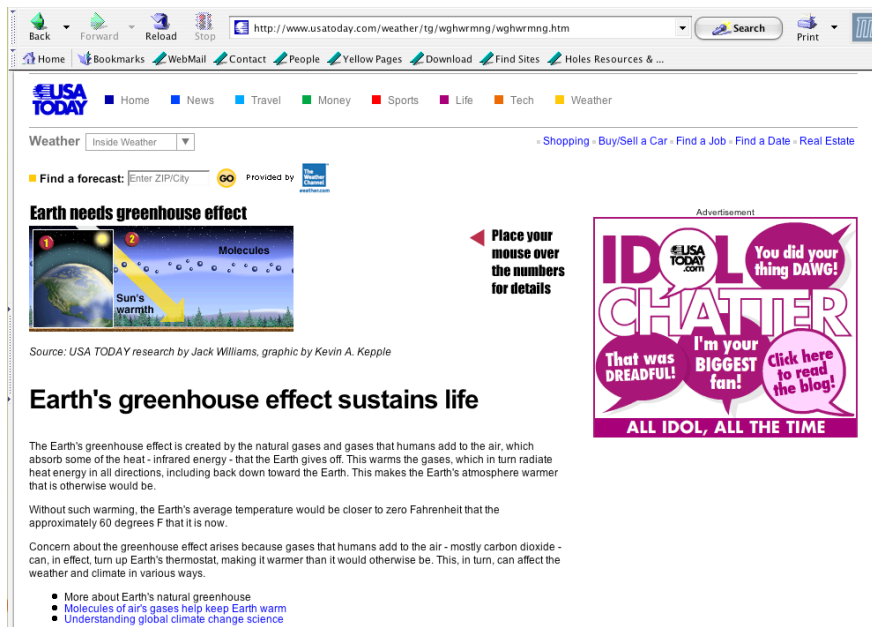 Back
Forward
Reload
Stop
http://www.usatoday.com/weather/tg/wghwrmng/wghwrmng.htm
Search
Print
Home
Bookmarks
WebMail
Contact
People
Yellow Pages
Download
Find Sites
Holes Resources & ...
USA
TODAY
Home
News
Travel
Money
Sports
Life
Tech
Weather
Weather
Inside Weather
Shopping
Buy/Sell a Car
Find a Job
Find a Date
Real Estate
Find a forecast:
Enter ZIP/City
GO
Provided by
The
Weather
Channel
weather.com
Earth needs greenhouse effect
1
2
Molecules
Sun's
warmth
Place your
mouse over
the numbers
for details
Source: USA TODAY research by Jack Williams, graphic by Kevin A. Kepple
Advertisement
IDOL
USA
TODAY
.com
You did your
thing DAWG!
CHATTER
That was
DREADFUL!
I'm your
BIGGEST
fan!
Click here
to read
the blog!
ALL IDOL, ALL THE TIME
Earth's greenhouse effect sustains life
The Earth's greenhouse effect is created by the natural gases and gases that humans add to the air, which
absorb some of the heat - infrared energy - that the Earth gives off. This warms the gases, which in turn radiate
heat energy in all directions, including back down toward the Earth. This makes the Earth's atmosphere warmer
that is otherwise would be.
Without such warming, the Earth's average temperature would be closer to zero Fahrenheit that the
approximately 60 degrees F that it is now.
Concern about the greenhouse effect arises because gases that humans add to the air - mostly carbon dioxide -
can, in effect, turn up Earth's thermostat, making it warmer than it would otherwise be. This, in turn, can affect the
weather and climate in various ways.
More about Earth's natural greenhouse
Molecules of air's gases help keep Earth warm
Understanding global climate change science